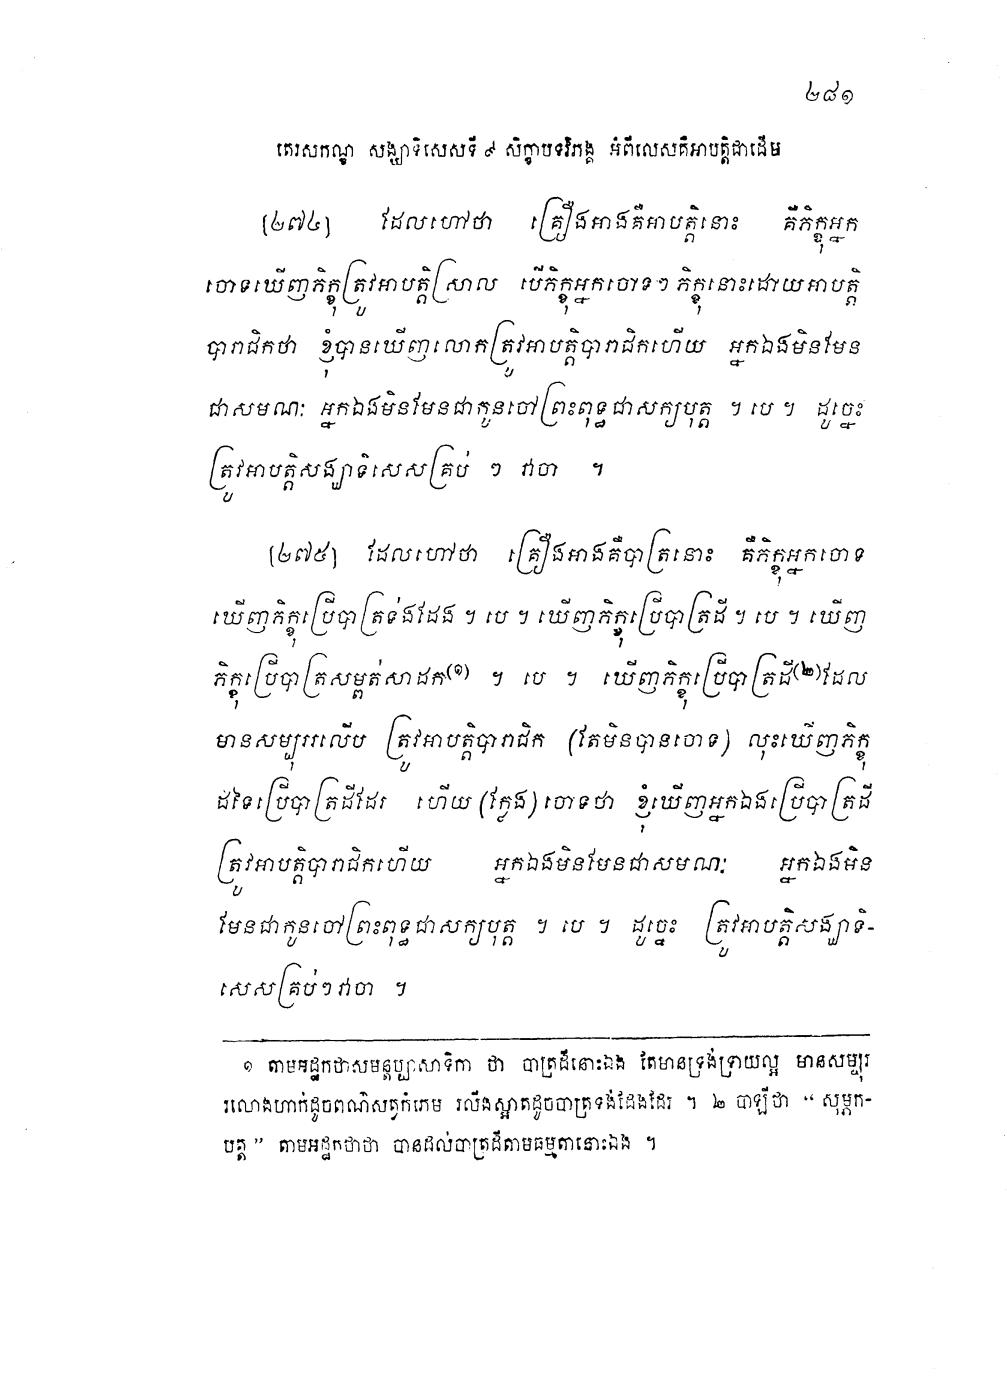 ២៨១
តេរសកណ្ឌ សង្ឃាទិសេសទី ៩ សិក្ខាបទវិភង្គ អំពីលេសគឺអាបត្តិជាដើម
[២៧៤] ដែលហៅថា គ្រឿងអាងគឺអាបត្តិនោះ គឺភិក្ខុអ្នក
ចោទឃើញភិក្ខុត្រូវអាបត្តិស្រាល បើភិក្ខុអ្នកចោទៗ ភិក្ខុនោះដោយអាបត្តិ
បារាជិកថា ខ្ញុំបានឃើញលោកត្រូវអាបត្តិបារាជិកហើយ អ្នកឯងមិនមែន
ជាសមណៈ អ្នកឯងមិនមែនជាកូនចៅព្រះពុទ្ធជាសក្យបុត្ត ។ បេ ។ ដូច្នេះ
ត្រូវអាបត្តិសង្ឃាទិសេសគ្រប់ ៗ វាចា ។
[២៧៥] ដែលហៅថា គ្រឿងអាងគឺបាត្រនោះ គឺភិក្ខុអ្នកចោទ
ឃើញភិក្ខុប្រើបាត្រទង់ដែង ។ បេ ។ ឃើញភិក្ខុប្រើបាត្រដី ។ បេ ។ ឃើញ
ភិក្ខុប្រើបាត្រសម្ពត់សាដក(១) ។ បេ ។ ឃើញភិក្ខុប្រើបាត្រដី(២)ដែល
មានសម្បុររលើប ត្រូវអាបត្តិបារាជិក (តែមិនបានចោទ) លុះឃើញភិក្ខុ
ដទៃប្រើបាត្រដីដែរ ហើយ (ក្លែង) ចោទថា ខ្ញុំឃើញអ្នកឯងប្រើបាត្រដី
ត្រូវអាបត្តិបារាជិកហើយ អ្នកឯងមិនមែនជាសមណៈ អ្នកឯងមិន
មែនជាកូនចៅព្រះពុទ្ធជាសក្យបុត្ត ។ បេ ។ ដូច្នេះ ត្រូវអាបត្តិសង្ឃាទិ-
សេសគ្រប់ៗវាចា ។
១ តាមអដ្ឋកថាសមន្តប្បាសាទិកា ថា បាត្រដីនោះឯង តែមានទ្រង់ទ្រាយល្អ មានសម្បុរ
រលោងហាក់ដូចពណ៌សត្វកំភេម រលីងស្អាតដូចបាត្រទង់ដែងដែរ ។ ២ បាឡីថា “ សុម្ភក-
បត្ត ” តាមអដ្ឋកថាថា បានដល់បាត្រដីតាមធម្មតានោះឯង ។